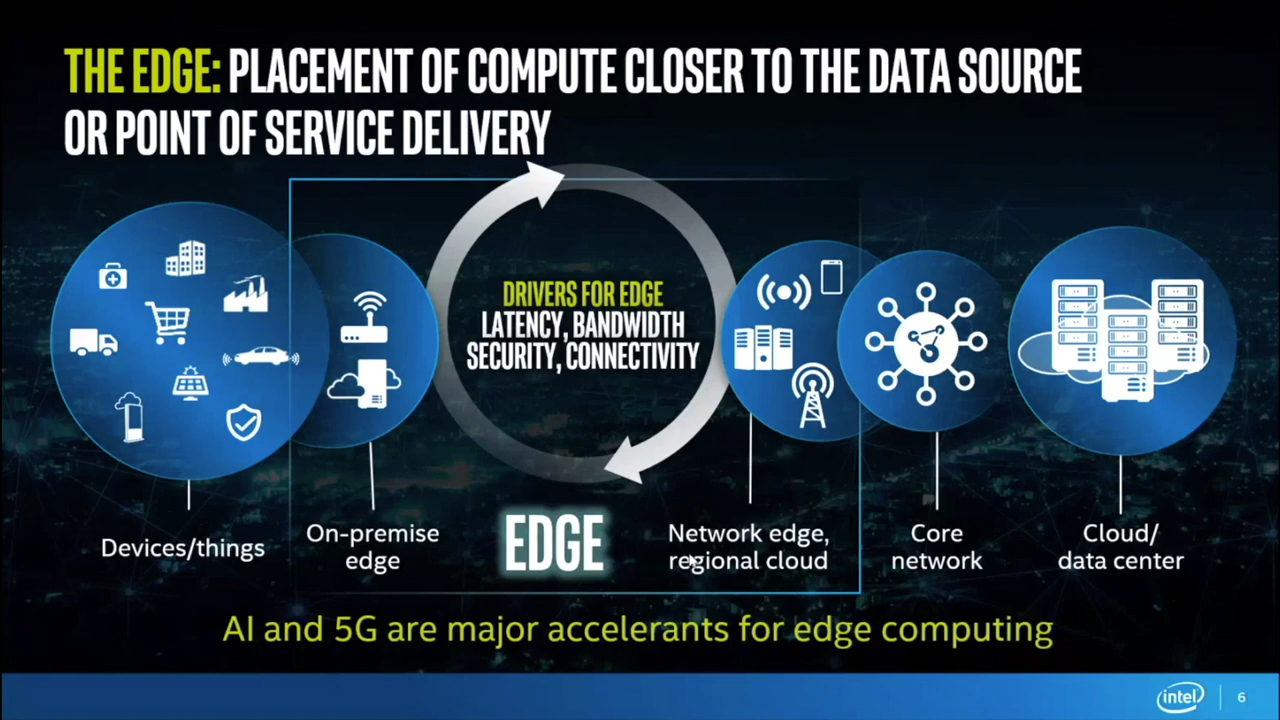 THE EDGE: PLACEMENT OF COMPUTE CLOSER TO THE DATA SOURCE
OR POINT OF SERVICE DELIVERY
DRIVERS FOR EDGE
LATENCY, BANDWIDTH
SECURITY, CONNECTIVITY
Devices/things
On-premise
edge
EDGE
Network edge,
regional cloud
Core
network
Cloud/
data center
AI and 5G are major accelerants for edge computing
intel
6